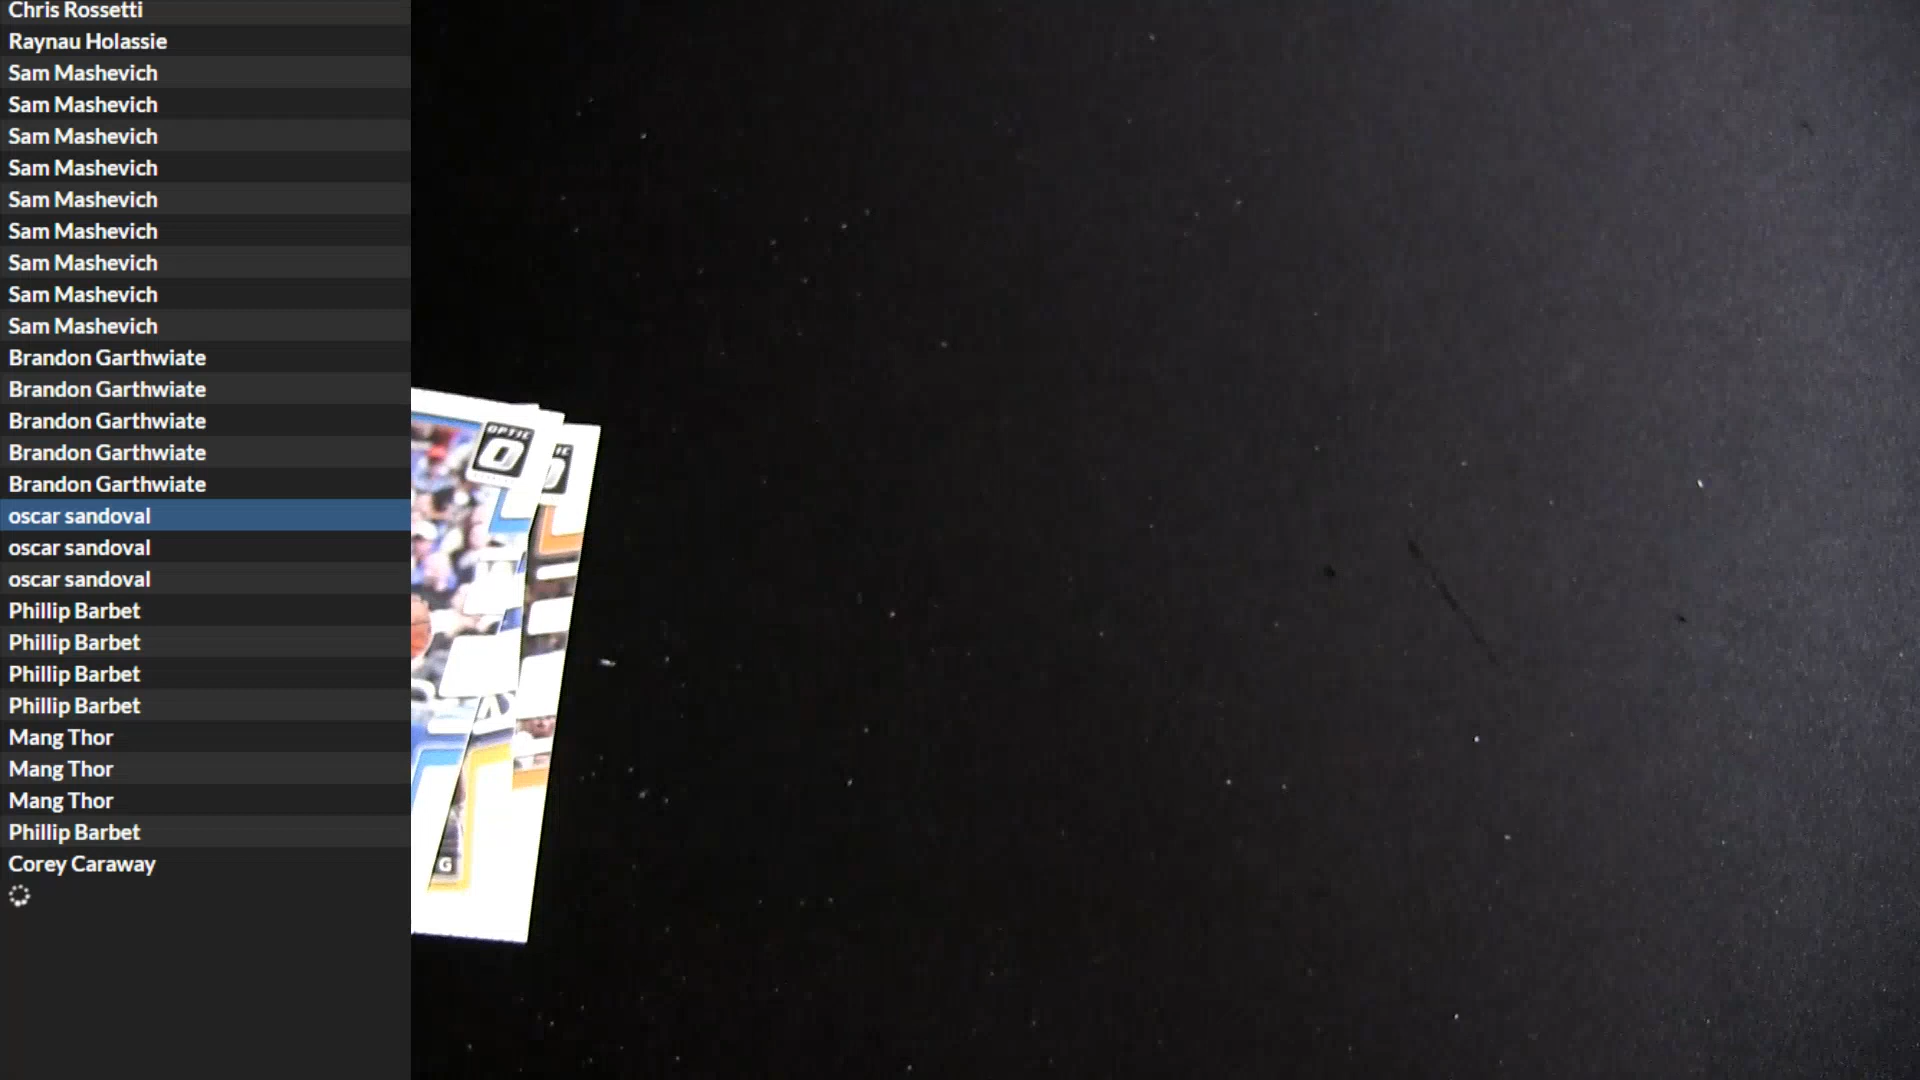 Chris Rossetti
Raynau Holassie
Sam Mashevich
Sam Mashevich
Sam Mashevich
Sam Mashevich
Sam Mashevich
Sam Mashevich
Sam Mashevich
Sam Mashevich
Sam Mashevich
Brandon Garthwiate
Brandon Garthwiate
Brandon Garthwiate
Brandon Garthwiate
Brandon Garthwiate
oscar sandoval
oscar sandoval
oscar sandoval
Phillip Barbet
Phillip Barbet
Phillip Barbet
Phillip Barbet
Mang Thor
Mang Thor
Mang Thor
Phillip Barbet
Corey Caraway
OPTIC
IC
G